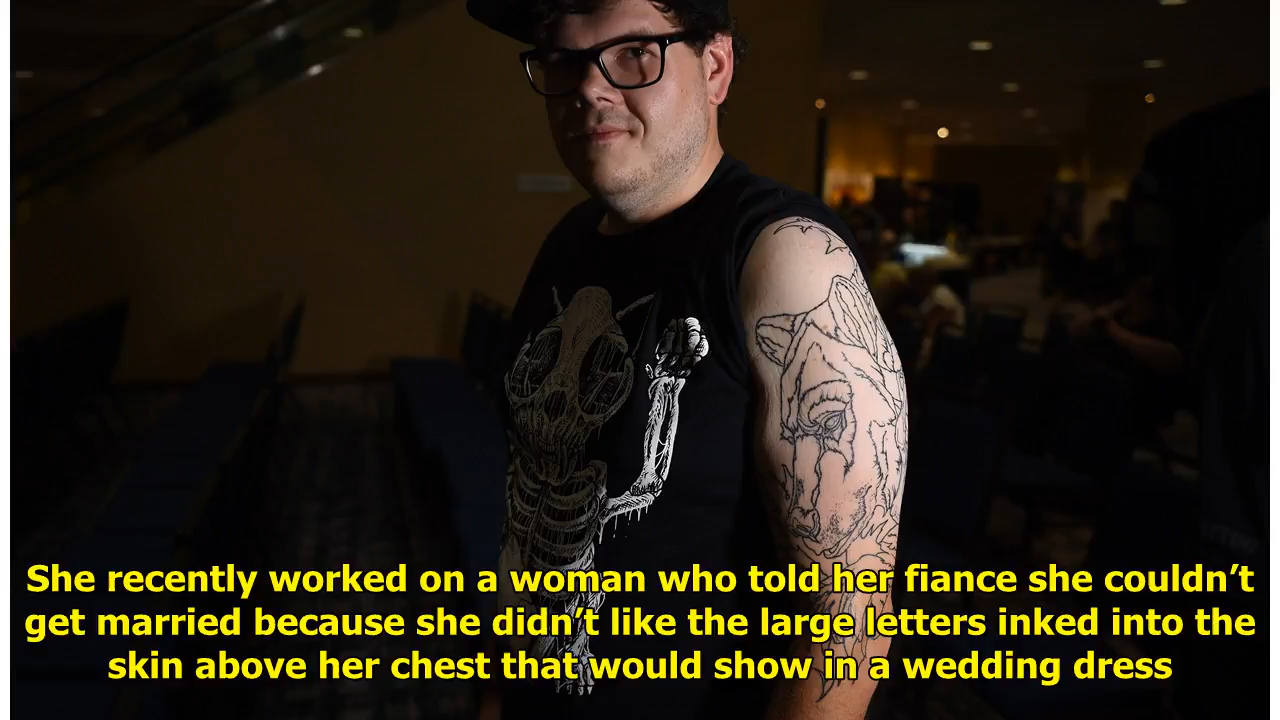 She recently worked on a woman who told her fiance she couldn’t
get married because she didn’t like the large letters inked into the
skin above her chest that would show in a wedding dress